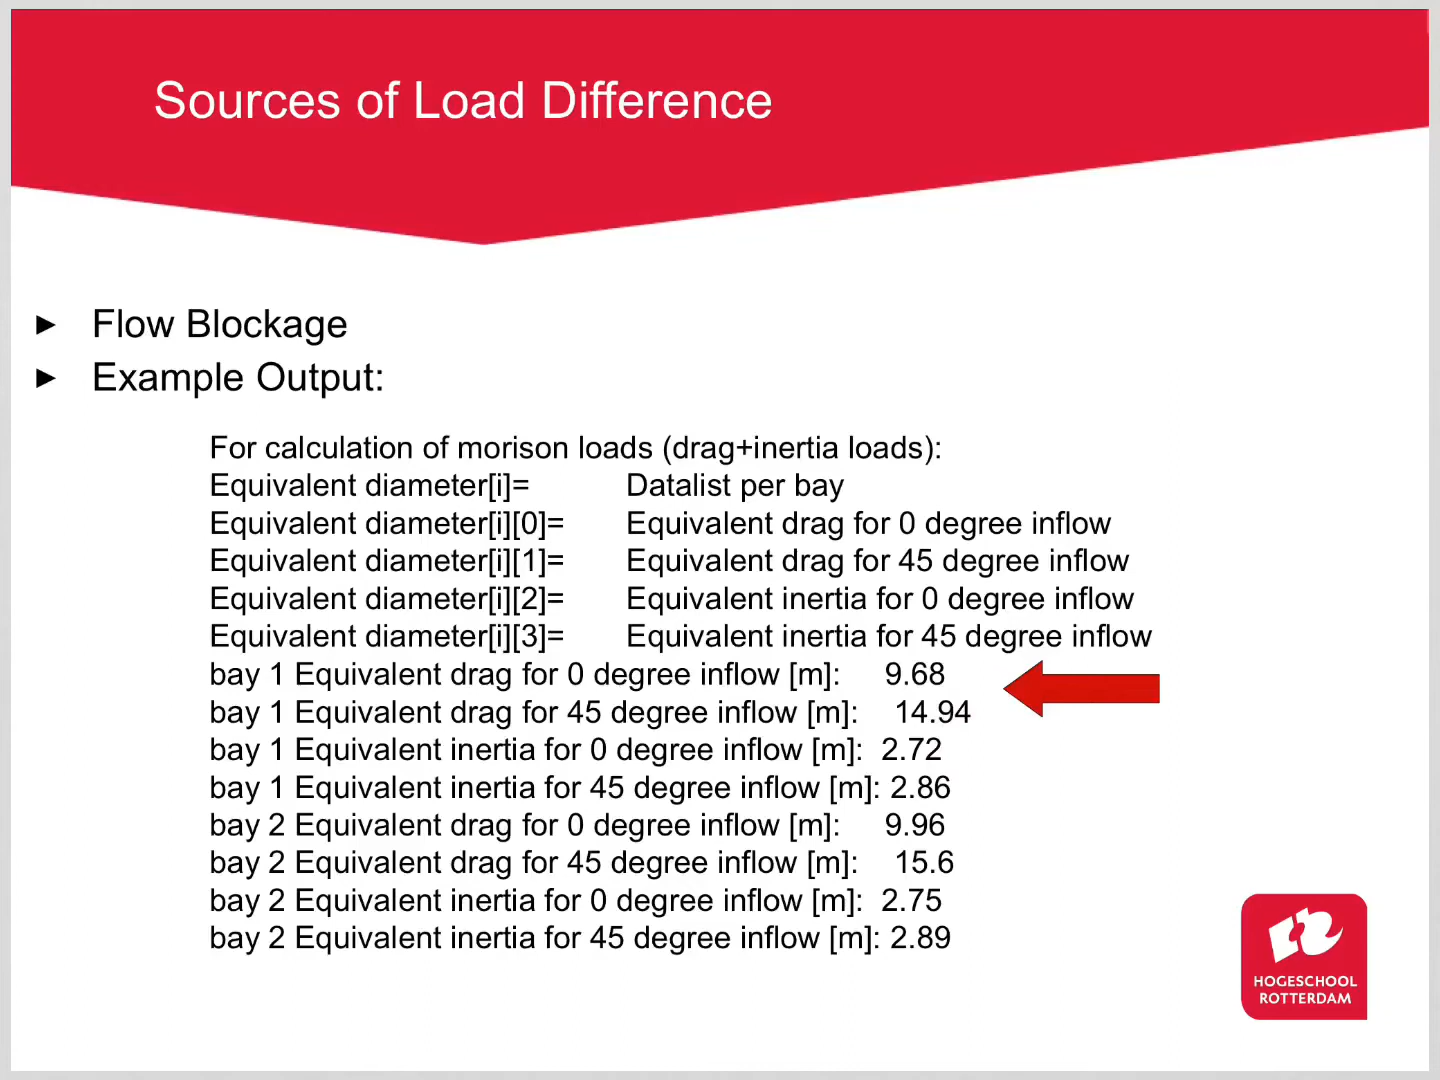 Sources of Load Difference
► Flow Blockage
► Example Output:
For calculation of morison loads (drag+inertia loads):
Equivalent diameter[i]= Datalist per bay
Equivalent diameter[i][0]= Equivalent drag for 0 degree inflow
Equivalent diameter[i][1]= Equivalent drag for 45 degree inflow
Equivalent diameter[i][2]= Equivalent inertia for 0 degree inflow
Equivalent diameter[i][3]= Equivalent inertia for 45 degree inflow
bay 1 Equivalent drag for 0 degree inflow [m]: 9.68
bay 1 Equivalent drag for 45 degree inflow [m]: 14.94
bay 1 Equivalent inertia for 0 degree inflow [m]: 2.72
bay 1 Equivalent inertia for 45 degree inflow [m]: 2.86
bay 2 Equivalent drag for 0 degree inflow [m]: 9.96
bay 2 Equivalent drag for 45 degree inflow [m]: 15.6
bay 2 Equivalent inertia for 0 degree inflow [m]: 2.75
bay 2 Equivalent inertia for 45 degree inflow [m]: 2.89
HOGESCHOOL
ROTTERDAM